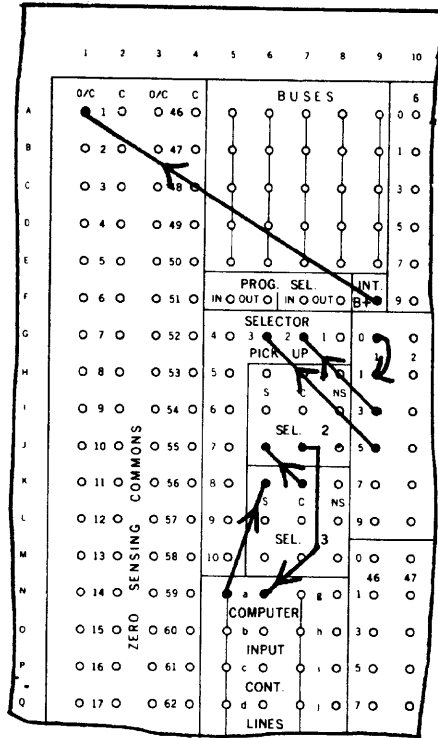 1 2 3 4 5 6 7 8 9 10
O/C C O/C C BUSES 6
A 1 46 0
B 2 47 1
C 3 48 3
D 4 49 5
E 5 50 7
PROG. SEL. INT.
F 6 51 IN OUT IN OUT B+ 9
SELECTOR
G 7 52 4 3 2 1 0
PICK UP 1 2
H 8 53 5 1
S C NS
I 9 54 6 3
SEL. 2
J 10 55 7 5
K 11 56 8 7
S C NS
L 12 57 9 9
SEL. 3
M 13 58 10 0
46 47
N 14 59 a g 1
COMPUTER
O 15 60 b h 3
INPUT
P 16 61 c i 5
CONT.
Q 17 62 d j 7
LINES
ZERO SENSING COMMONS